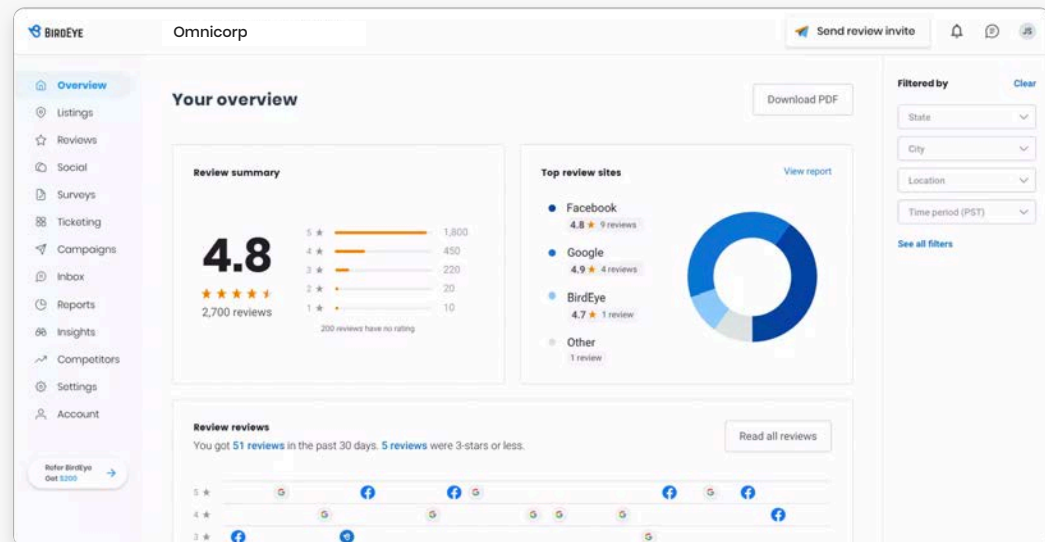 BIRDEYE
Omnicorp
Send review invite
JS
Overview
Listings
Reviews
Social
Surveys
Ticketing
Campaigns
Inbox
Reports
Insights
Competitors
Settings
Account
Refer BirdEye
Get $200
Your overview
Download PDF
Review summary
4.8
2,700 reviews
5 ★ 1,800
4 ★ 450
3 ★ 220
2 ★ 20
1 ★ 10
200 reviews have no rating
Top review sites
View report
Facebook
4.8 ★ 9 reviews
Google
4.9 ★ 4 reviews
BirdEye
4.7 ★ 1 review
Other
1 review
Review reviews
You got 51 reviews in the past 30 days. 5 reviews were 3-stars or less.
Read all reviews
5 ★
4 ★
3 ★
Filtered by
Clear
State
City
Location
Time period (PST)
See all filters